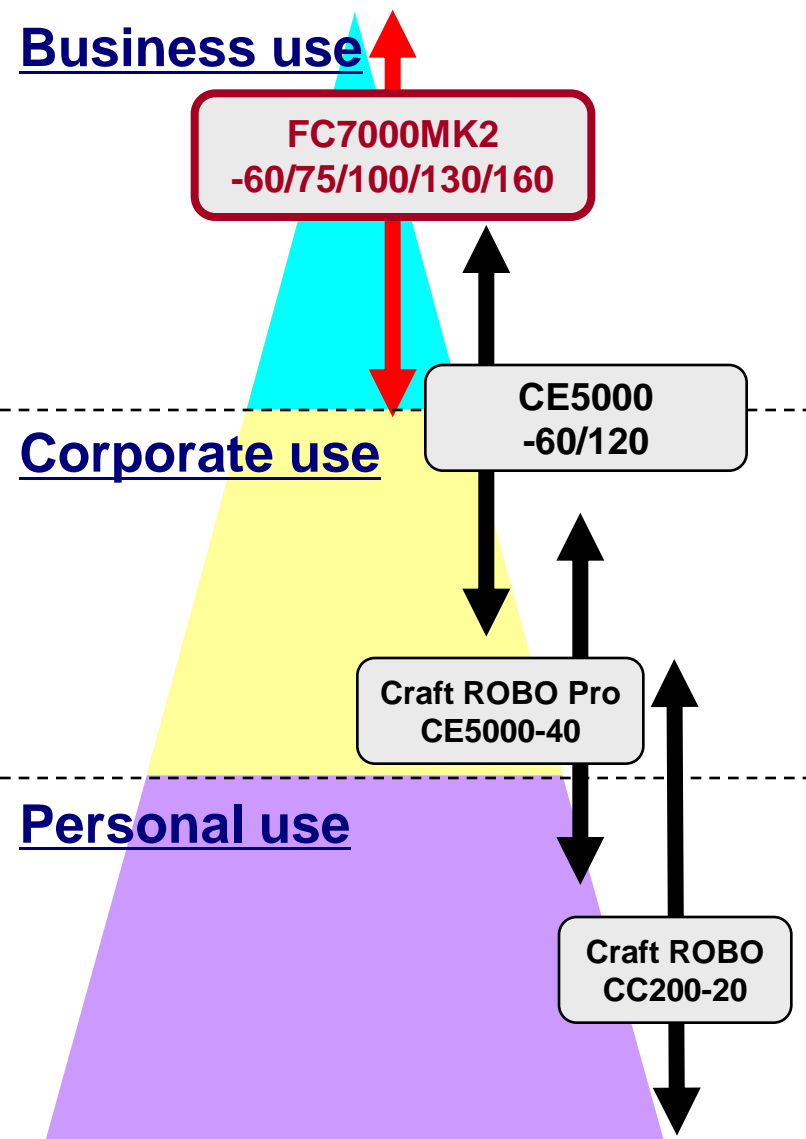 Business use
FC7000MK2
-60/75/100/130/160
CE5000
-60/120
Corporate use
Craft ROBO Pro
CE5000-40
Personal use
Craft ROBO
CC200-20